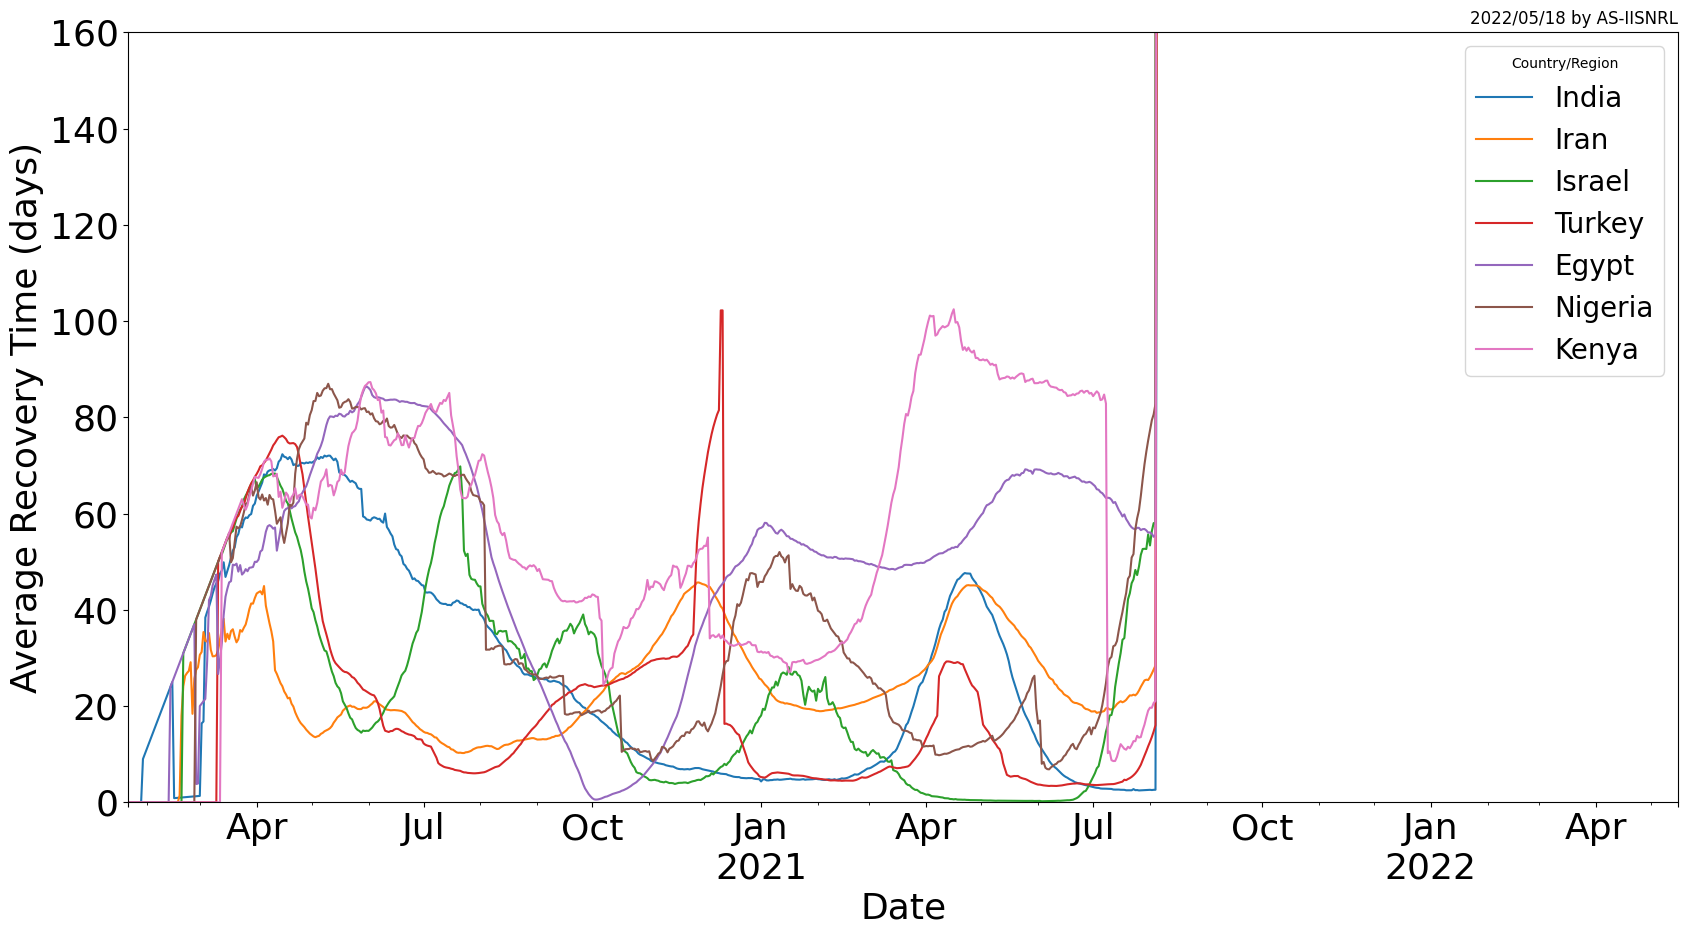 2022/05/18 by AS-IISNRL
160
140
120
100
80
60
40
20
0
Average Recovery Time (days)
Country/Region
India
Iran
Israel
Turkey
Egypt
Nigeria
Kenya
Apr Jul Oct Jan Apr Jul Oct Jan Apr
2021 2022
Date